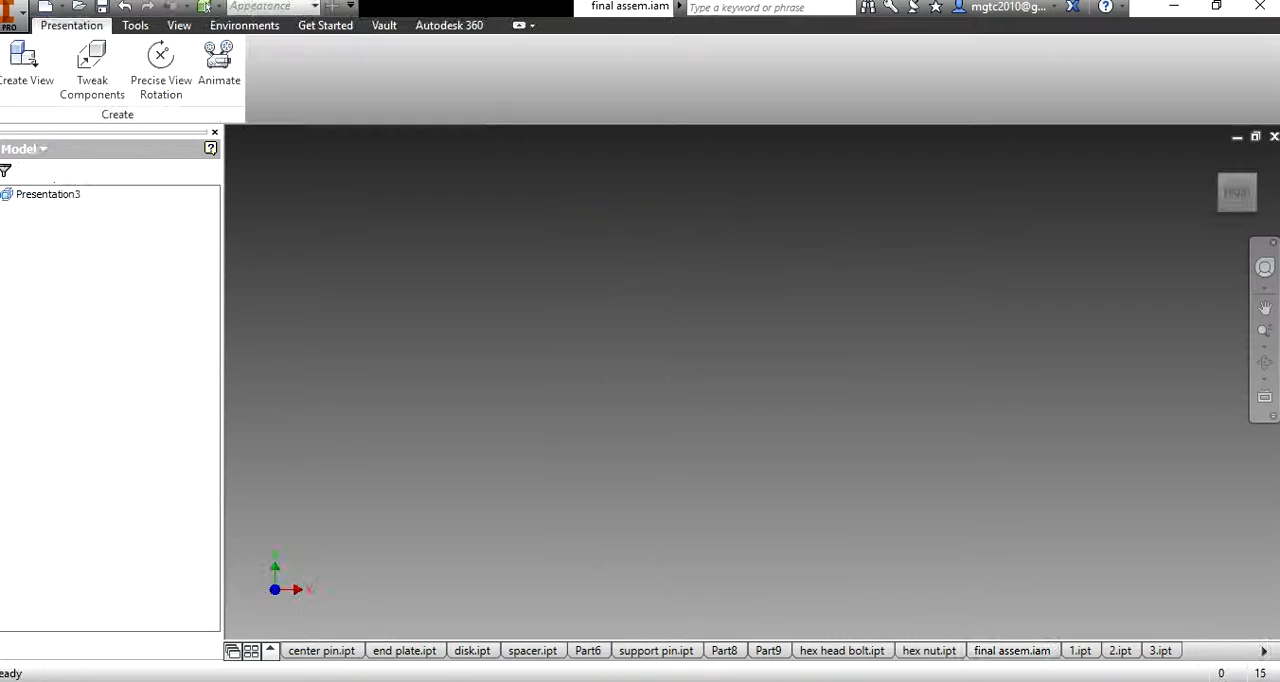 PRO
Appearance
final assem.iam
Type a keyword or phrase
mgtc2010@g...
Presentation Tools View Environments Get Started Vault Autodesk 360
Create View Tweak Components Precise View Rotation Animate
Create
Model
Presentation3
FRONT
X
center pin.ipt end plate.ipt disk.ipt spacer.ipt Part6 support pin.ipt Part8 Part9 hex head bolt.ipt hex nut.ipt final assem.iam 1.ipt 2.ipt 3.ipt
eady 0 15